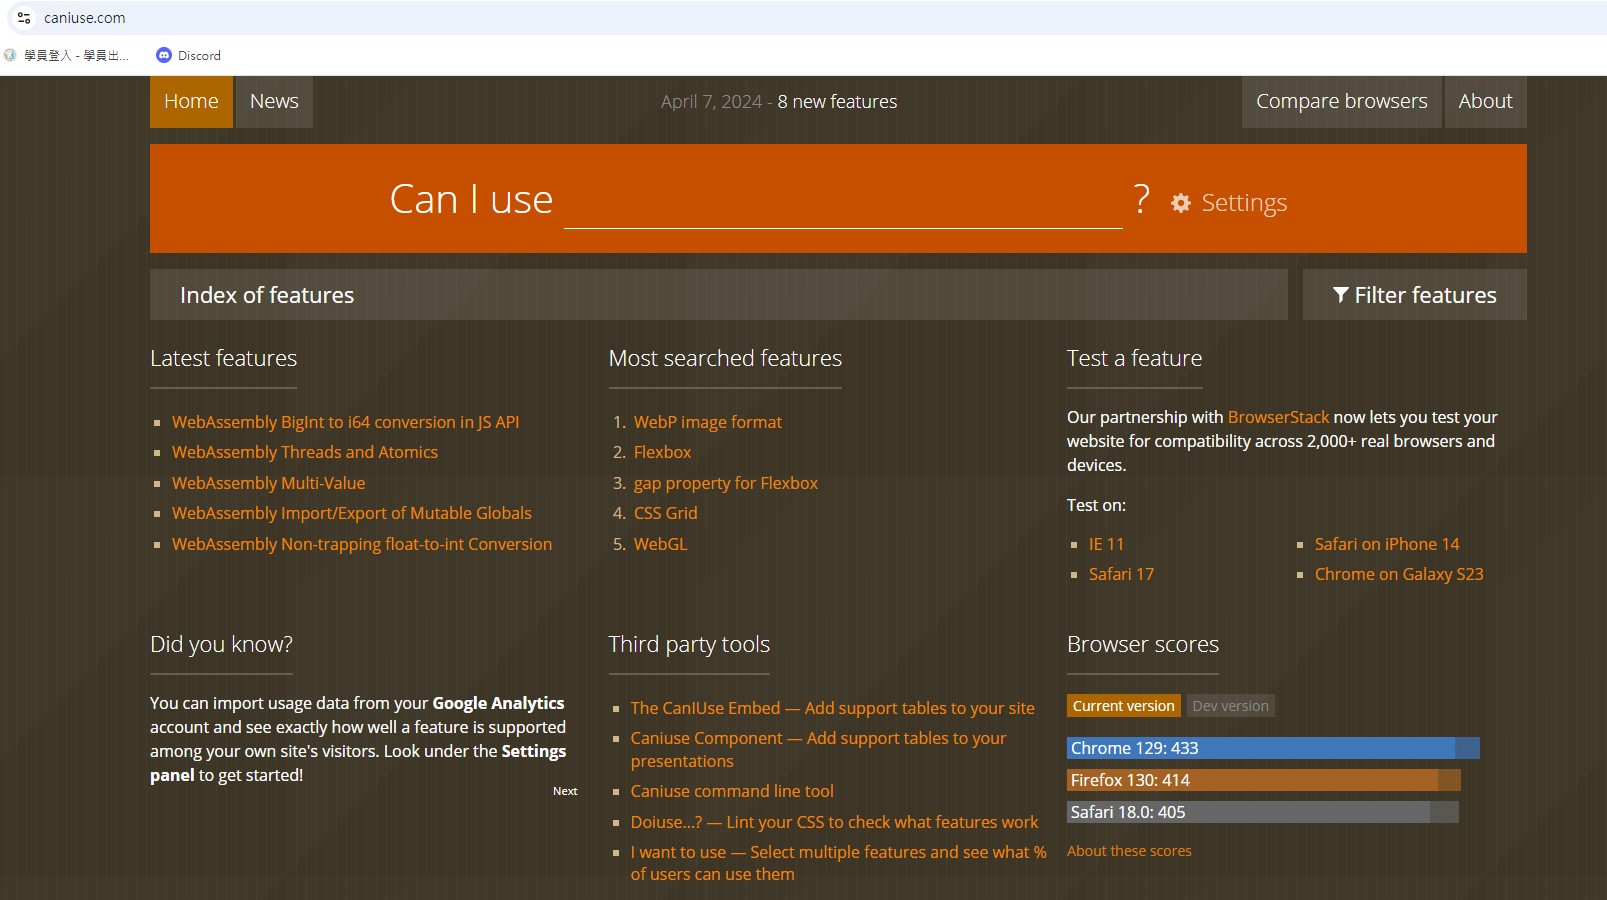 caniuse.com
學員登入 - 學員出...
Discord
Home
News
April 7, 2024 - 8 new features
Compare browsers
About
Can I use
?
Settings
Index of features
Filter features
Latest features
WebAssembly BigInt to i64 conversion in JS API
WebAssembly Threads and Atomics
WebAssembly Multi-Value
WebAssembly Import/Export of Mutable Globals
WebAssembly Non-trapping float-to-int Conversion
Most searched features
1. WebP image format
2. Flexbox
3. gap property for Flexbox
4. CSS Grid
5. WebGL
Test a feature
Our partnership with BrowserStack now lets you test your
website for compatibility across 2,000+ real browsers and
devices.
Test on:
IE 11
Safari 17
Safari on iPhone 14
Chrome on Galaxy S23
Did you know?
You can import usage data from your Google Analytics
account and see exactly how well a feature is supported
among your own site's visitors. Look under the Settings
panel to get started!
Next
Third party tools
The CanIUse Embed — Add support tables to your site
Caniuse Component — Add support tables to your
presentations
Caniuse command line tool
Doiuse...? — Lint your CSS to check what features work
I want to use — Select multiple features and see what %
of users can use them
Browser scores
Current version
Dev version
Chrome 129: 433
Firefox 130: 414
Safari 18.0: 405
About these scores